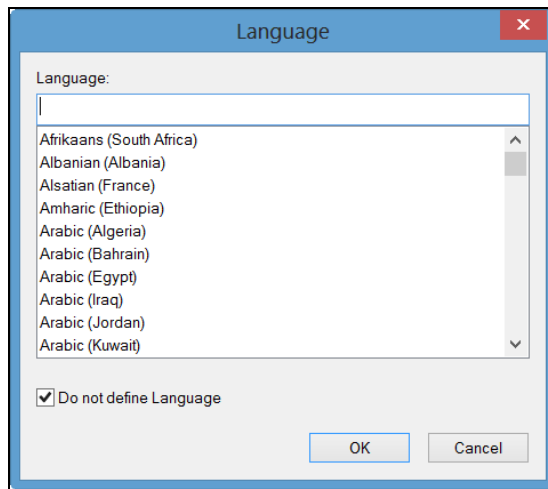 Language
Language:
Afrikaans (South Africa)
Albanian (Albania)
Alsatian (France)
Amharic (Ethiopia)
Arabic (Algeria)
Arabic (Bahrain)
Arabic (Egypt)
Arabic (Iraq)
Arabic (Jordan)
Arabic (Kuwait)
Do not define Language
OK Cancel